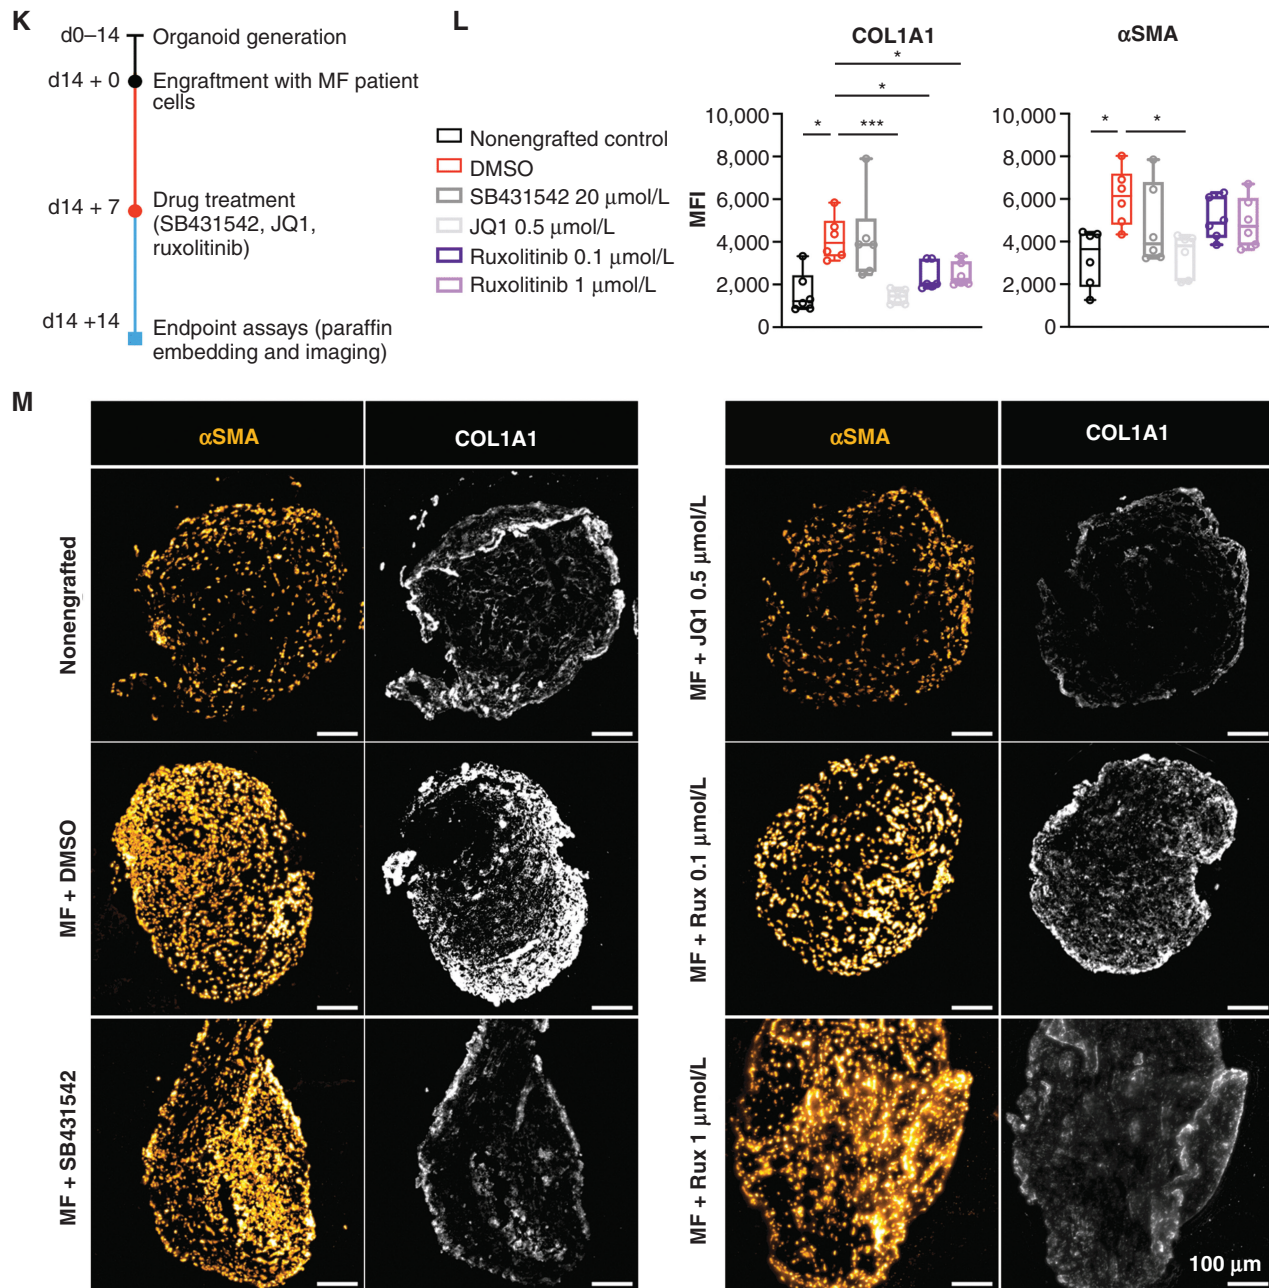 K
d0–14
Organoid generation
d14 + 0
Engraftment with MF patient
cells
d14 + 7
Drug treatment
(SB431542, JQ1,
ruxolitinib)
d14 +14
Endpoint assays (paraffin
embedding and imaging)
L
Nonengrafted control
DMSO
SB431542 20 μmol/L
JQ1 0.5 μmol/L
Ruxolitinib 0.1 μmol/L
Ruxolitinib 1 μmol/L
COL1A1
*
*
* ***
MFI
10,000
8,000
6,000
4,000
2,000
0
αSMA
* *
10,000
8,000
6,000
4,000
2,000
0
M
αSMA COL1A1
Nonengrafted
MF + DMSO
MF + SB431542
αSMA COL1A1
MF + JQ1 0.5 μmol/L
MF + Rux 0.1 μmol/L
MF + Rux 1 μmol/L
100 μm